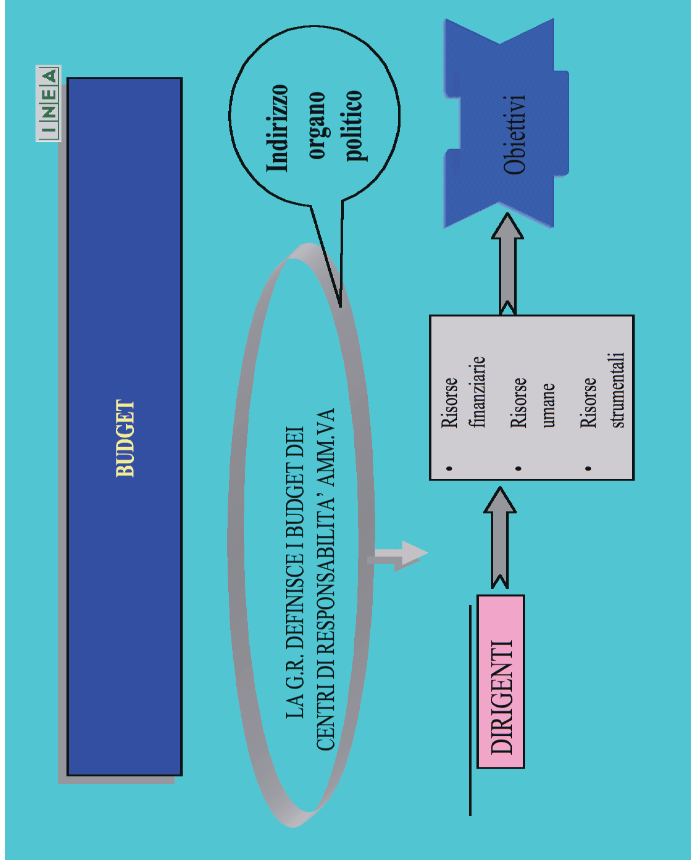 INEA
BUDGET
LA G.R. DEFINISCE I BUDGET DEI
CENTRI DI RESPONSABILITA’ AMM.VA
Indirizzo
organo
politico
DIRIGENTI
• Risorse
finanziarie
• Risorse
umane
• Risorse
strumentali
Obiettivi